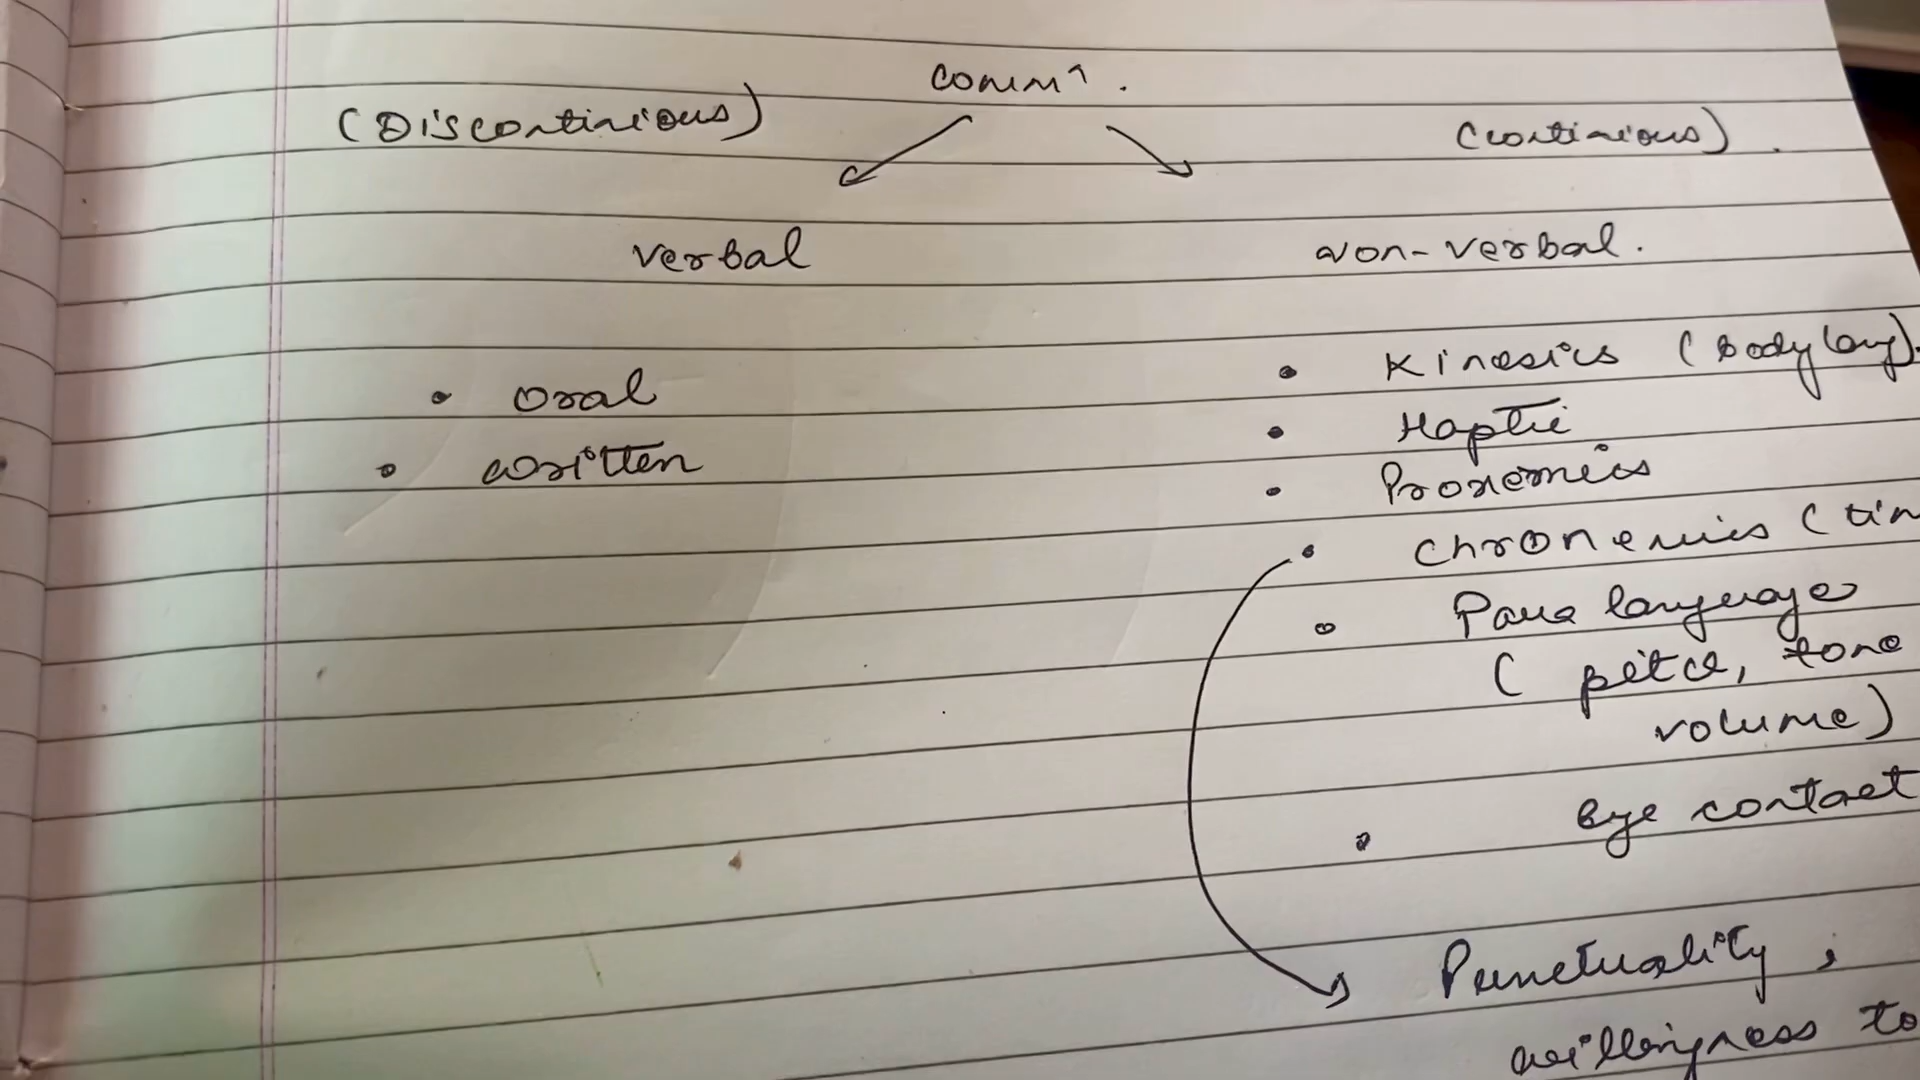 Commn.
(Discontinious)
(continious).
verbal
Non-verbal.
• oral
• written
• Kinesics (Body lang).
• Haptic
• Proxemics
• Chronemics (tim
• Para language
( pitch, tone
volume)
• Eye contact
Punctuality,
willingness to